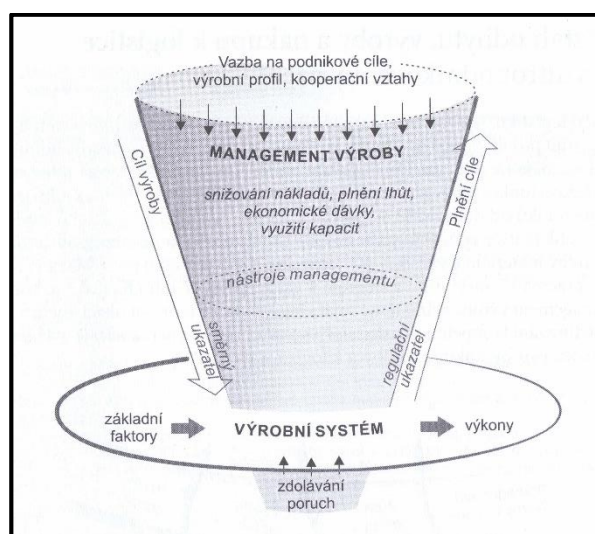 Vazba na podnikové cíle,
výrobní profil, kooperační vztahy
MANAGEMENT VÝROBY
Cíl výroby
Plnění cíle
snižování nákladů, plnění lhůt,
ekonomické dávky,
využití kapacit
nástroje managementu
směrný
ukazatel
regulační
ukazatel
základní
faktory
VÝROBNÍ SYSTÉM
výkony
zdolávání
poruch